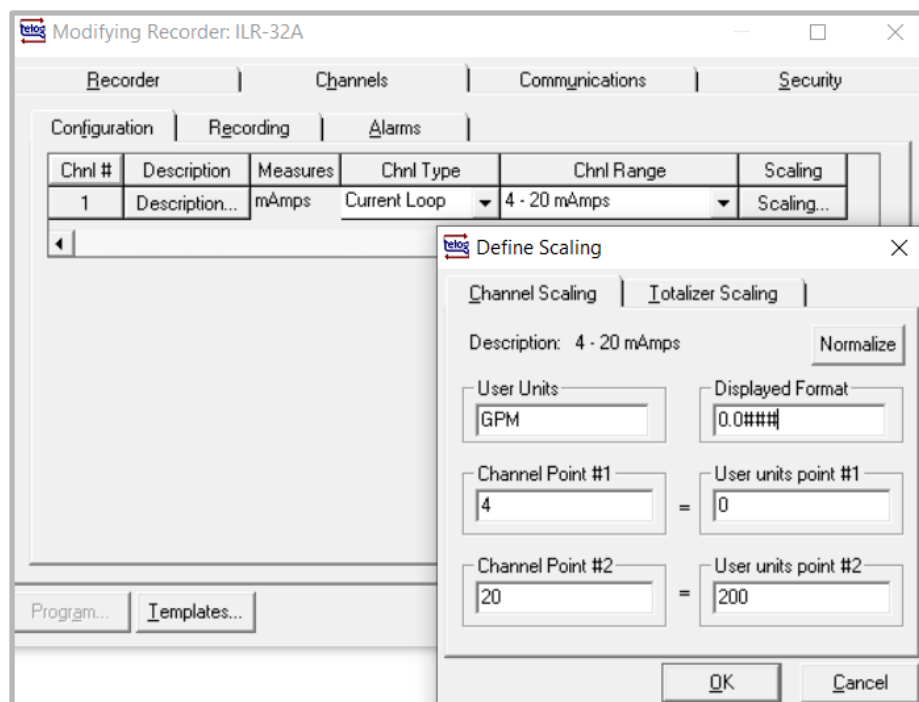 telog Modifying Recorder: ILR-32A
Recorder Channels Communications Security
Configuration Recording Alarms
Chnl # Description Measures Chnl Type Chnl Range Scaling
1 Description... mAmps Current Loop 4 - 20 mAmps Scaling...
telog Define Scaling
Channel Scaling Totalizer Scaling
Description: 4 - 20 mAmps Normalize
User Units Displayed Format
GPM 0.0###
Channel Point #1 User units point #1
4 = 0
Channel Point #2 User units point #2
20 = 200
Program... Templates...
OK Cancel